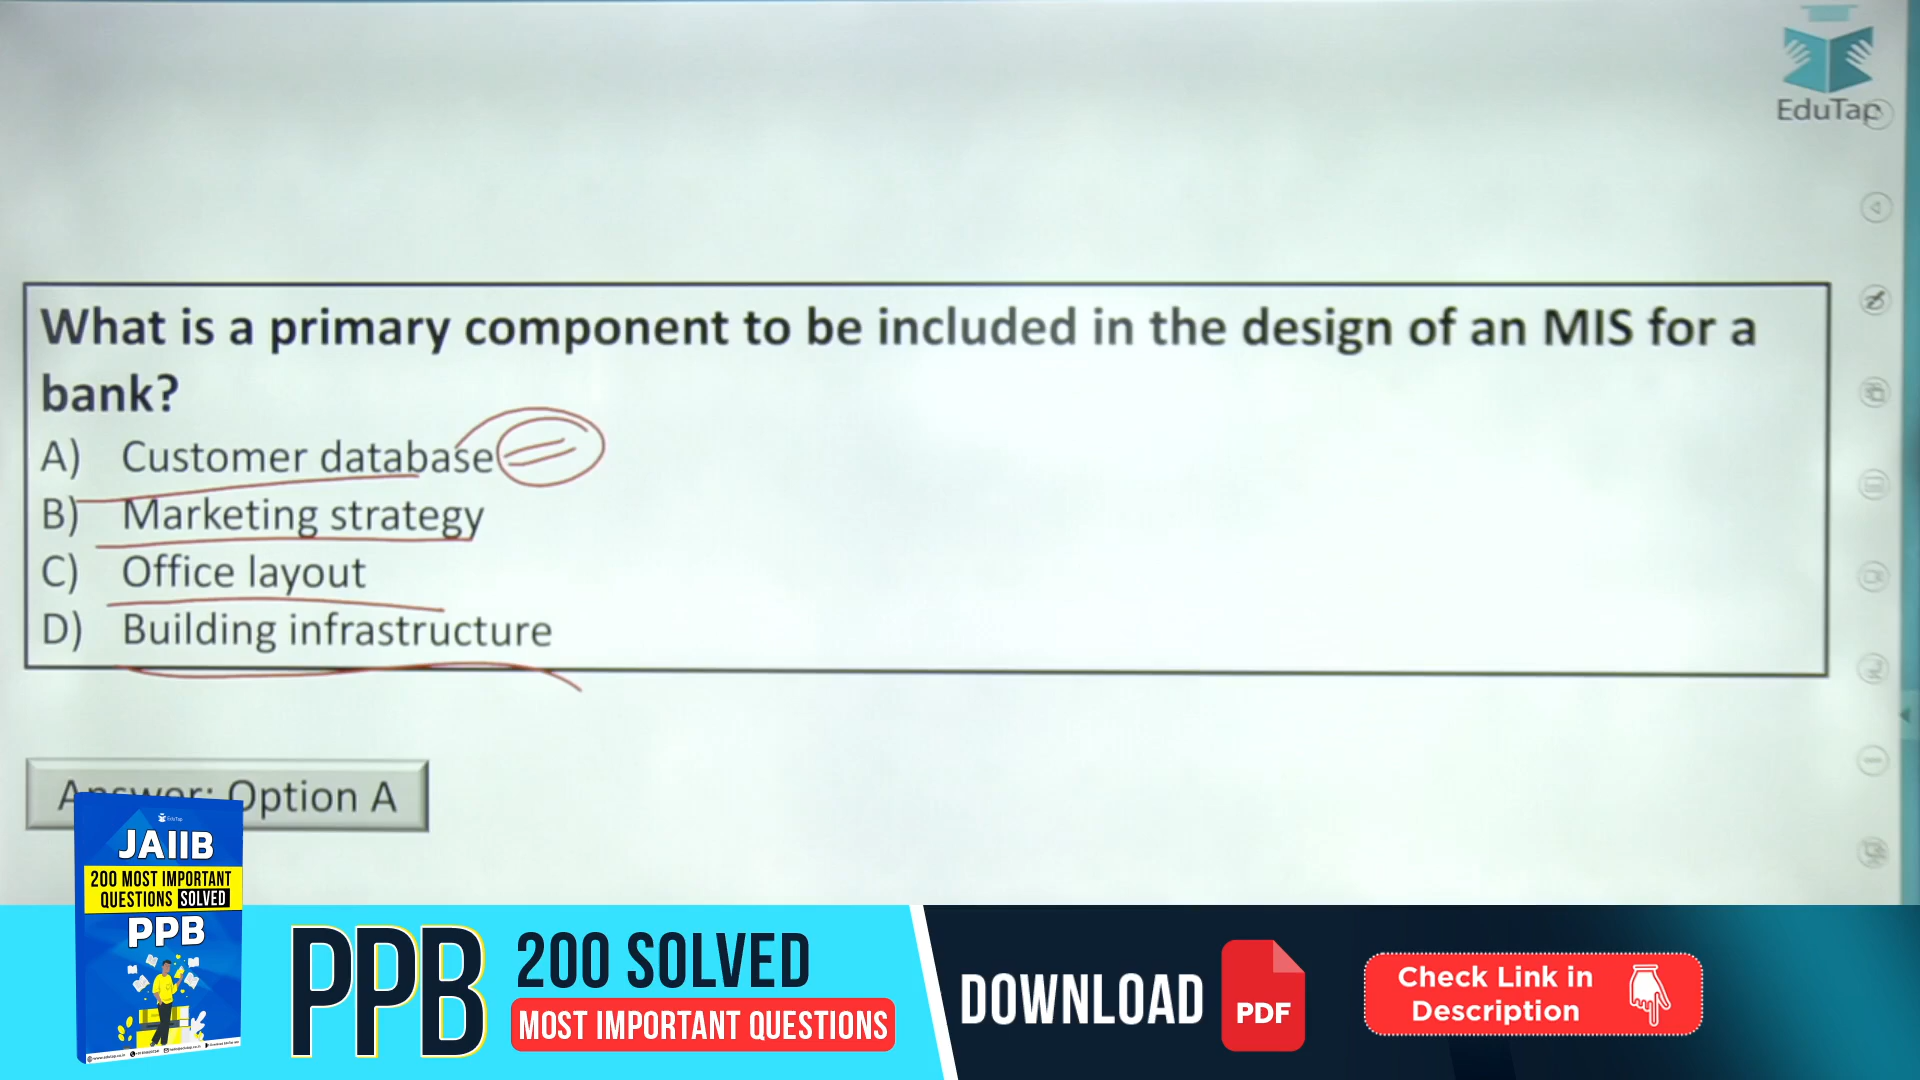 EduTap
What is a primary component to be included in the design of an MIS for a
bank?
A) Customer database
B) Marketing strategy
C) Office layout
D) Building infrastructure
Answer: Option A
EduTap
JAIIB
200 MOST IMPORTANT
QUESTIONS SOLVED
PPB
PPB
200 SOLVED
MOST IMPORTANT QUESTIONS
DOWNLOAD
PDF
Check Link in
Description